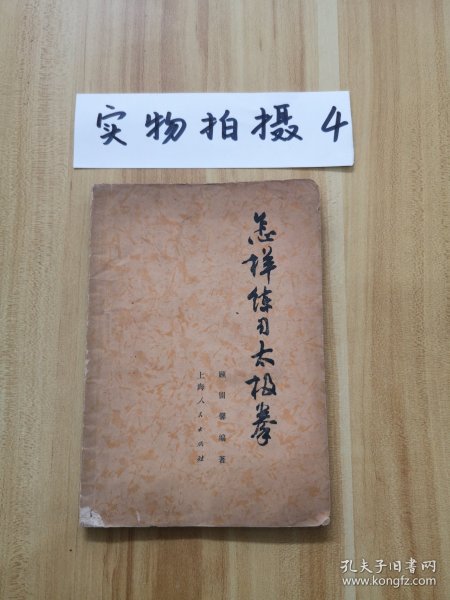 实物拍摄4
怎样练习太极拳
顾留馨编著
上海人民出版社
孔夫子旧书网
www.kongfz.com